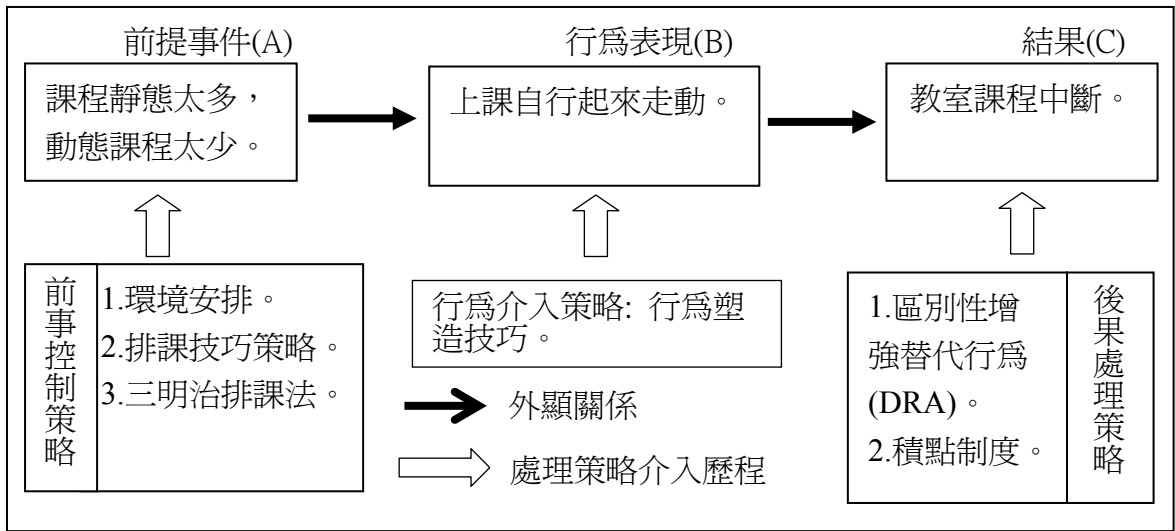 前提事件(A)
行為表現(B)
結果(C)
課程靜態太多，
動態課程太少。
上課自行起來走動。
教室課程中斷。
前事控制策略
1.環境安排。
2.排課技巧策略。
3.三明治排課法。
行為介入策略: 行為塑
造技巧。
外顯關係
處理策略介入歷程
1.區別性增
強替代行為
(DRA)。
2.積點制度。
後果處理策略